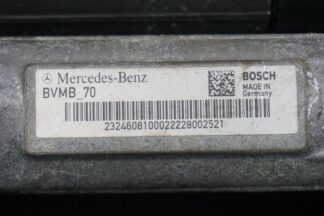 Mercedes-Benz
BVMB_70
BOSCH
MADE IN
Germany
2324608100022228002521